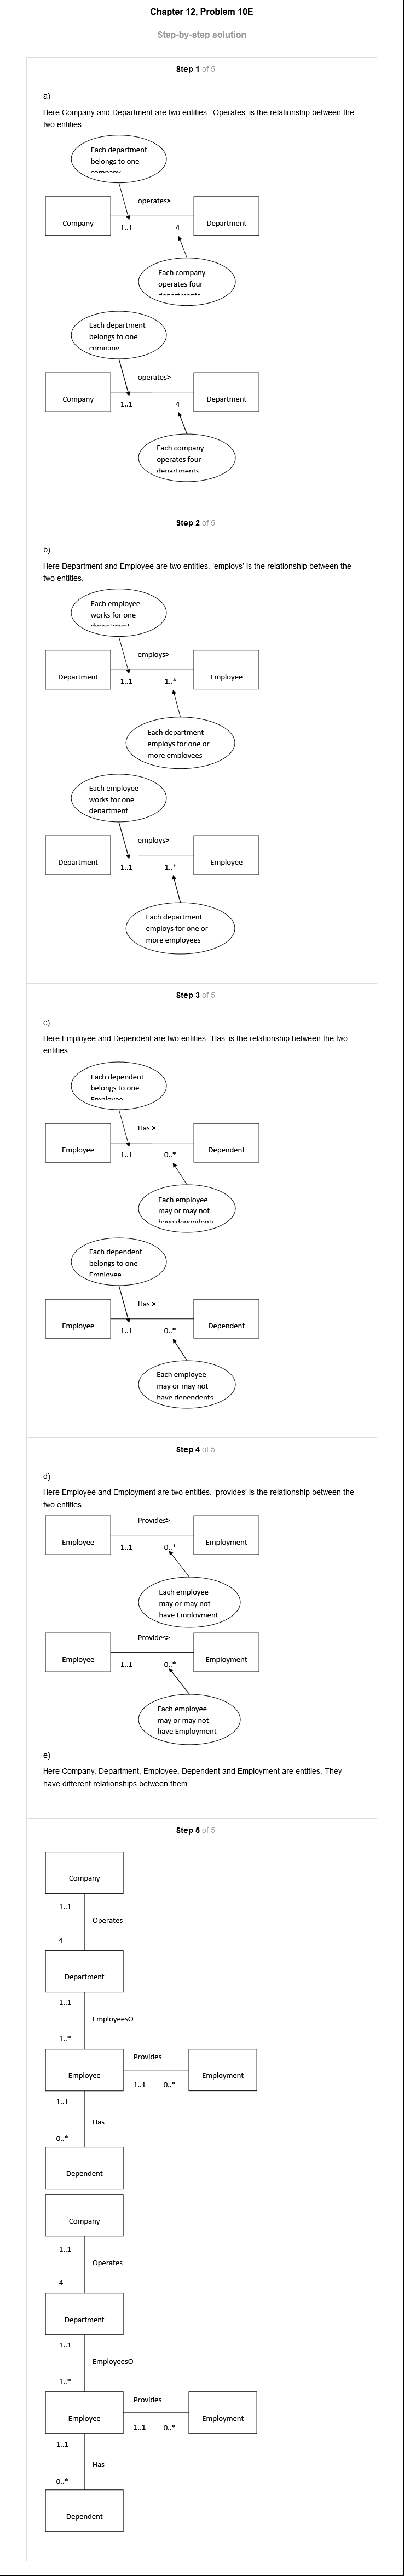 Chapter 12, Problem 10E
Step-by-step solution
Step 1 of 5
a)
Here Company and Department are two entities. 'Operates' is the relationship between the
two entities.
Each department
belongs to one
company
operates>
Company
Department
1..1
4
Each company
operates four
departments
Each department
belongs to one
company
operates>
Company
Department
1..1
4
Each company
operates four
departments
Step 2 of 5
b)
Here Department and Employee are two entities. 'employs' is the relationship between the
two entities.
Each employee
works for one
department
employs>
Department
Employee
1..1
1..*
Each department
employs for one or
more employees
Each employee
works for one
department
employs>
Department
Employee
1..1
1..*
Each department
employs for one or
more employees
Step 3 of 5
c)
Here Employee and Dependent are two entities. 'Has' is the relationship between the two
entities.
Each dependent
belongs to one
Employee
Has >
Employee
Dependent
1..1
0..*
Each employee
may or may not
have dependents
Each dependent
belongs to one
Employee
Has >
Employee
Dependent
1..1
0..*
Each employee
may or may not
have dependents
Step 4 of 5
d)
Here Employee and Employment are two entities. 'provides' is the relationship between the
two entities.
Provides>
Employee
Employment
1..1
0..*
Each employee
may or may not
have Employment
Provides>
Employee
Employment
1..1
0..*
Each employee
may or may not
have Employment
e)
Here Company, Department, Employee, Dependent and Employment are entities. They
have different relationships between them.
Step 5 of 5
Company
1..1
Operates
4
Department
1..1
EmployeesO
1..*
Provides
Employee
Employment
1..1
0..*
1..1
Has
0..*
Dependent
Company
1..1
Operates
4
Department
1..1
EmployeesO
1..*
Provides
Employee
Employment
1..1
0..*
1..1
Has
0..*
Dependent